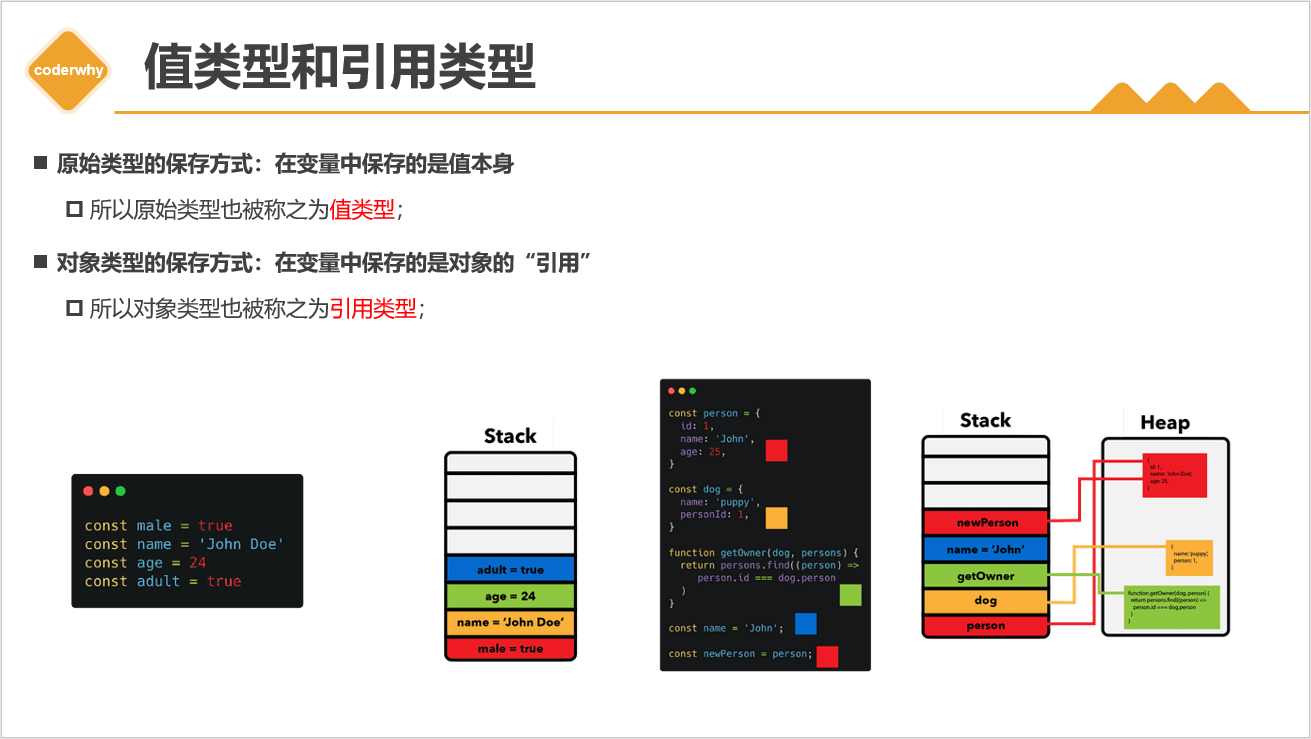 coderwhy
值类型和引用类型
原始类型的保存方式：在变量中保存的是值本身
所以原始类型也被称之为值类型；
对象类型的保存方式：在变量中保存的是对象的“引用”
所以对象类型也被称之为引用类型；
const male = true
const name = 'John Doe'
const age = 24
const adult = true
Stack
adult = true
age = 24
name = ‘John Doe’
male = true
const person = {
id: 1,
name: 'John',
age: 25,
}
const dog = {
name: 'puppy',
personId: 1,
}
function getOwner(dog, persons) {
return persons.find((person) =>
person.id === dog.person
)
}
const name = 'John';
const newPerson = person;
Stack
newPerson
name = ‘John’
getOwner
dog
person
Heap
{
id: 1,
name: 'John Doe',
age: 25,
}
{
name:'puppy',
person: 1,
}
function getOwner(dog, person) {
return persons.find((person) =>
person.id === dog.person
)
}